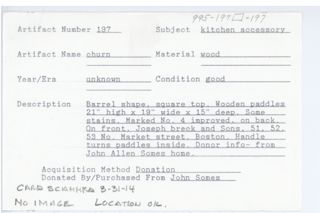 Artifact Number 197 Subject kitchen accessory
Artifact Name churn Material wood
Year/Era unknown Condition good
Description Barrel shape, square top. Wooden paddles
21" high x 19" wide x 15" deep. Some
stains. Marked No. 4 improved, on back.
On front, Joseph breck and Sons, 51, 52,
53 No. Market street, Boston. Handle
turns paddles inside. Donor info- from
John Allen Somes home.
Acquisition Method Donation
Donated By/Purchased From John Somes
CARD SCANNED 8-31-14
NO IMAGE LOCATION OK.